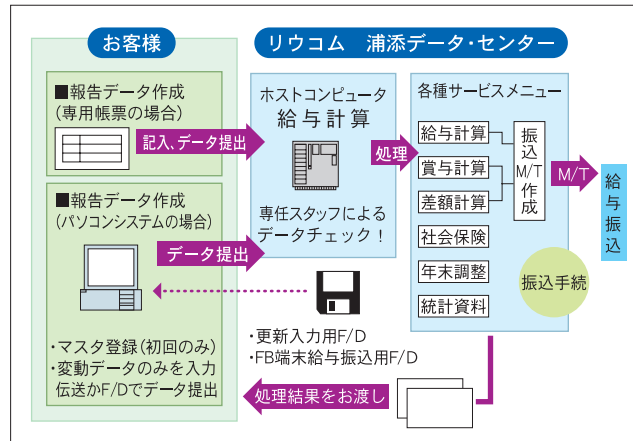 お客様
リウコム　浦添データ・センター
■報告データ作成
(専用帳票の場合)
記入、データ提出
■報告データ作成
(パソコンシステムの場合)
データ提出
・マスタ登録(初回のみ)
・変動データのみを入力
伝送かF/Dでデータ提出
ホストコンピュータ
給与計算
専任スタッフによる
データチェック！
処理
・更新入力用F/D
・FB端末給与振込用F/D
各種サービスメニュー
給与計算
賞与計算
差額計算
社会保険
年末調整
統計資料
振込M/T作成
M/T
給与振込
振込手続
処理結果をお渡し